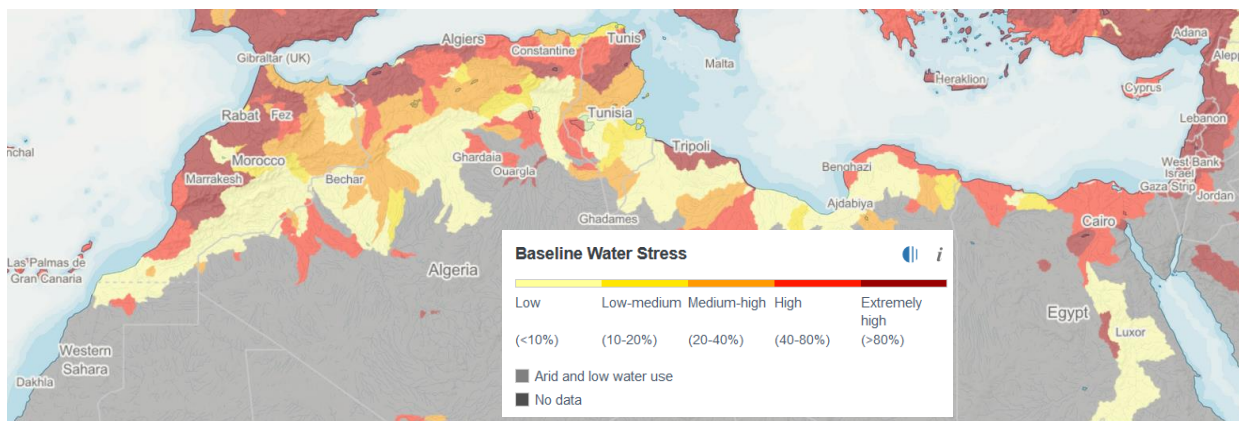 Adana
Algiers
Tunis
Constantine
Gibraltar (UK)
Malta
Alepp
Heraklion
Cyprus
Rabat
Fez
Tunisia
Lebanon
nchal
Tripoli
Morocco
Ghardaia
Benghazi
West Bank
Israel
Marrakesh
Bechar
Ouargla
Gaza Strip
Jordan
Ajdabiya
Ghadames
Cairo
Las Palmas de
Gran Canaria
Algeria
Egypt
Luxor
Western
Sahara
Dakhla
Baseline Water Stress
i
Low
Low-medium
Medium-high
High
Extremely
high
(<10%)
(10-20%)
(20-40%)
(40-80%)
(>80%)
Arid and low water use
No data